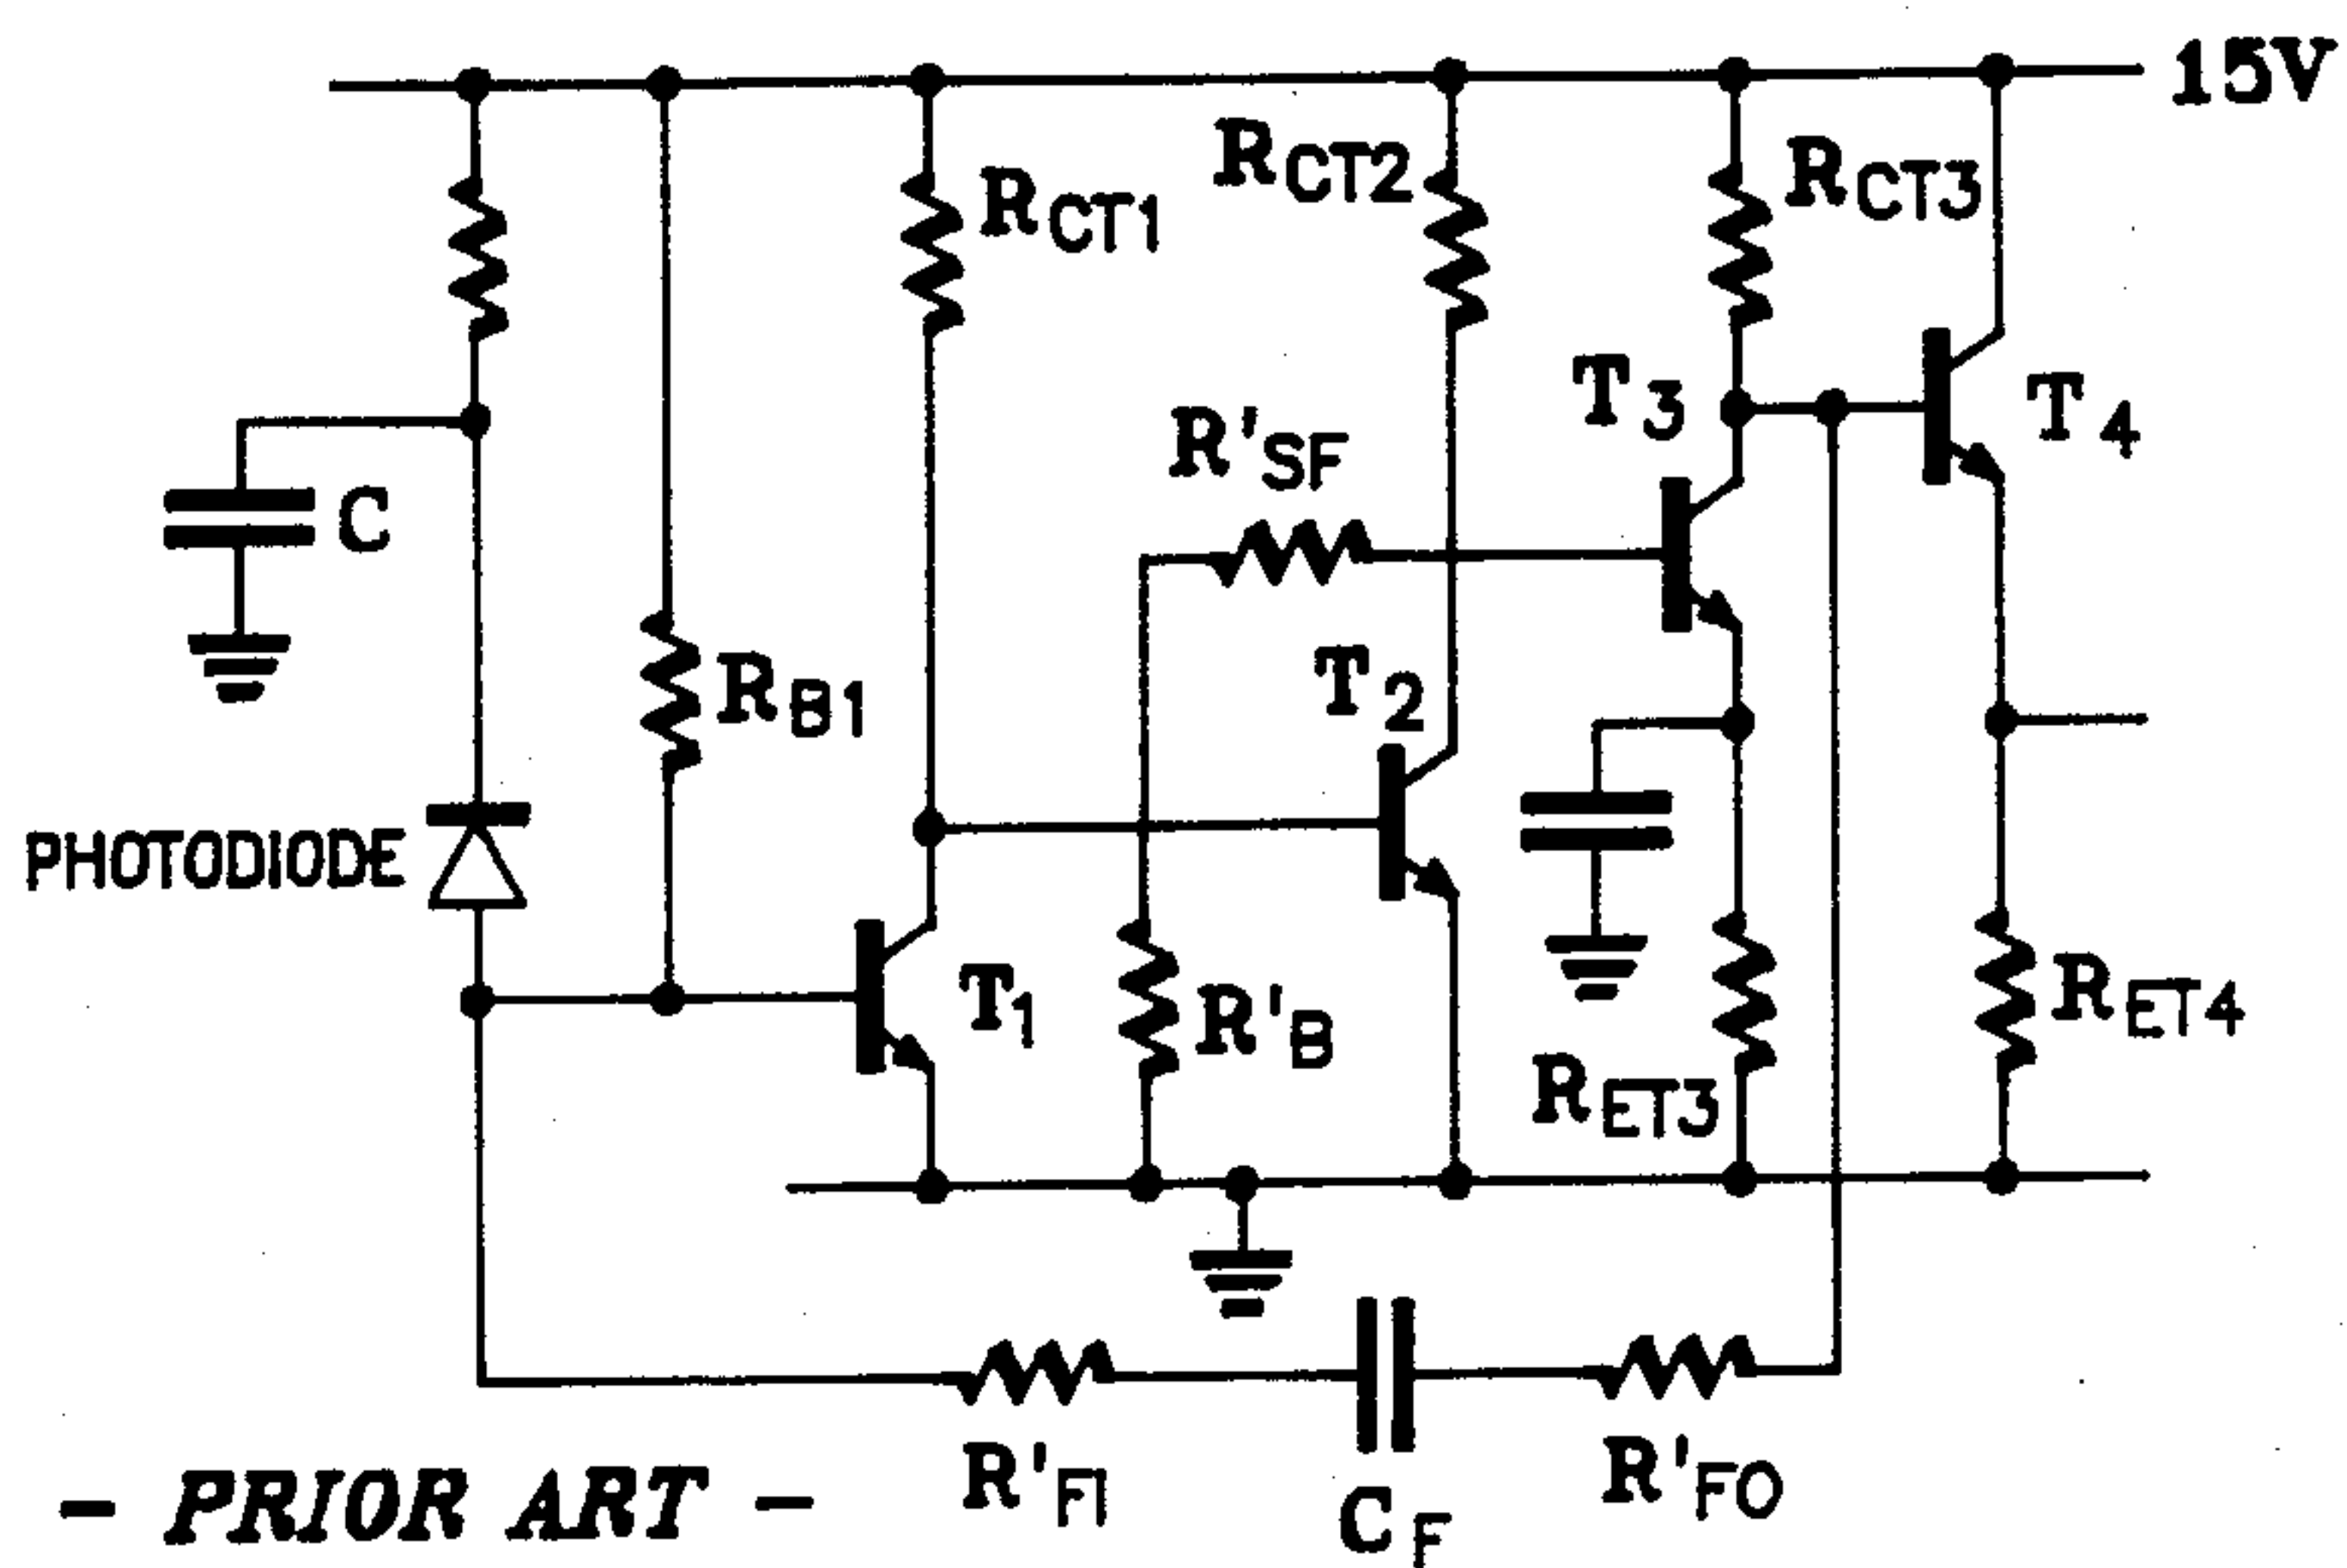 15V
RCT1
RCT2
RCT3
T3
T4
R'SF
C
RB1
T2
PHOTODIODE
T1
R'B
RET3
RET4
R'FI
CF
R'FO
- PRIOR ART -